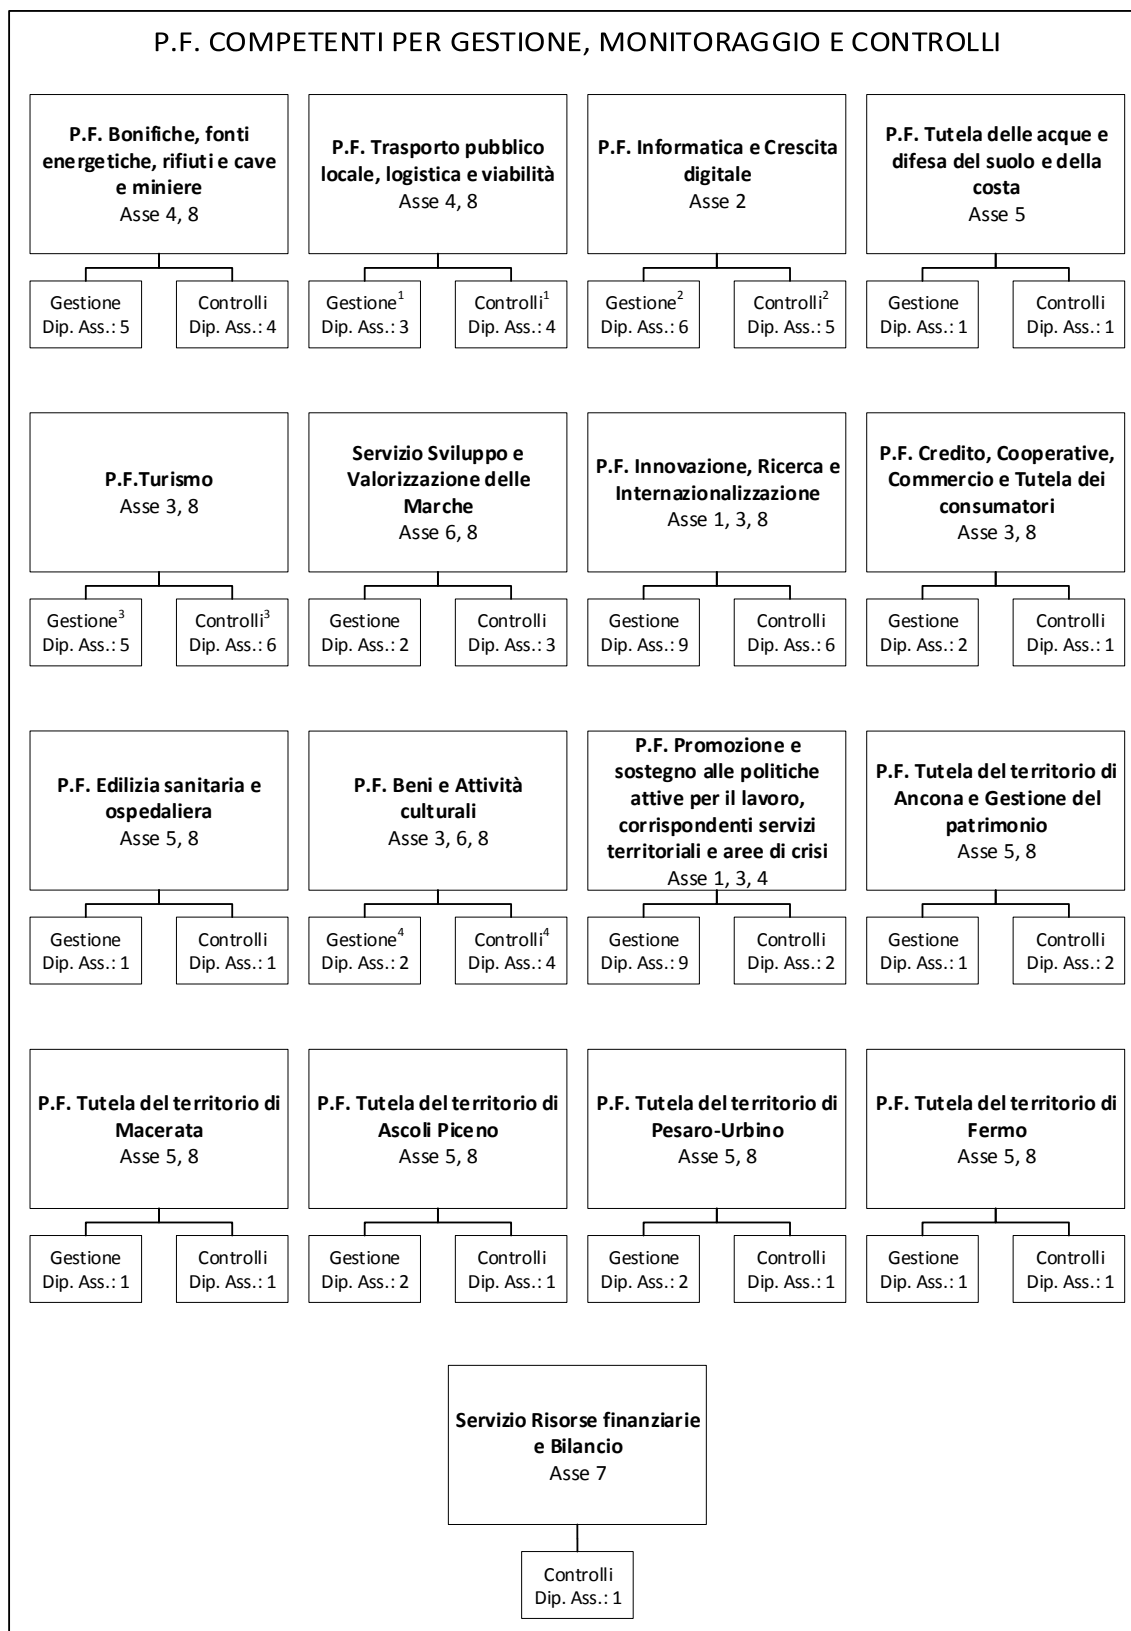 P.F. COMPETENTI PER GESTIONE, MONITORAGGIO E CONTROLLI
P.F. Bonifiche, fonti
energetiche, rifiuti e cave
e miniere
Asse 4, 8
Gestione
Dip. Ass.: 5
Controlli
Dip. Ass.: 4
P.F. Trasporto pubblico
locale, logistica e viabilità
Asse 4, 8
Gestione¹
Dip. Ass.: 3
Controlli¹
Dip. Ass.: 4
P.F. Informatica e Crescita
digitale
Asse 2
Gestione²
Dip. Ass.: 6
Controlli²
Dip. Ass.: 5
P.F. Tutela delle acque e
difesa del suolo e della
costa
Asse 5
Gestione
Dip. Ass.: 1
Controlli
Dip. Ass.: 1
P.F.Turismo
Asse 3, 8
Gestione³
Dip. Ass.: 5
Controlli³
Dip. Ass.: 6
Servizio Sviluppo e
Valorizzazione delle
Marche
Asse 6, 8
Gestione
Dip. Ass.: 2
Controlli
Dip. Ass.: 3
P.F. Innovazione, Ricerca e
Internazionalizzazione
Asse 1, 3, 8
Gestione
Dip. Ass.: 9
Controlli
Dip. Ass.: 6
P.F. Credito, Cooperative,
Commercio e Tutela dei
consumatori
Asse 3, 8
Gestione
Dip. Ass.: 2
Controlli
Dip. Ass.: 1
P.F. Edilizia sanitaria e
ospedaliera
Asse 5, 8
Gestione
Dip. Ass.: 1
Controlli
Dip. Ass.: 1
P.F. Beni e Attività
culturali
Asse 3, 6, 8
Gestione⁴
Dip. Ass.: 2
Controlli⁴
Dip. Ass.: 4
P.F. Promozione e
sostegno alle politiche
attive per il lavoro,
corrispondenti servizi
territoriali e aree di crisi
Asse 1, 3, 4
Gestione
Dip. Ass.: 9
Controlli
Dip. Ass.: 2
P.F. Tutela del territorio di
Ancona e Gestione del
patrimonio
Asse 5, 8
Gestione
Dip. Ass.: 1
Controlli
Dip. Ass.: 2
P.F. Tutela del territorio di
Macerata
Asse 5, 8
Gestione
Dip. Ass.: 1
Controlli
Dip. Ass.: 1
P.F. Tutela del territorio di
Ascoli Piceno
Asse 5, 8
Gestione
Dip. Ass.: 2
Controlli
Dip. Ass.: 1
P.F. Tutela del territorio di
Pesaro-Urbino
Asse 5, 8
Gestione
Dip. Ass.: 2
Controlli
Dip. Ass.: 1
P.F. Tutela del territorio di
Fermo
Asse 5, 8
Gestione
Dip. Ass.: 1
Controlli
Dip. Ass.: 1
Servizio Risorse finanziarie
e Bilancio
Asse 7
Controlli
Dip. Ass.: 1